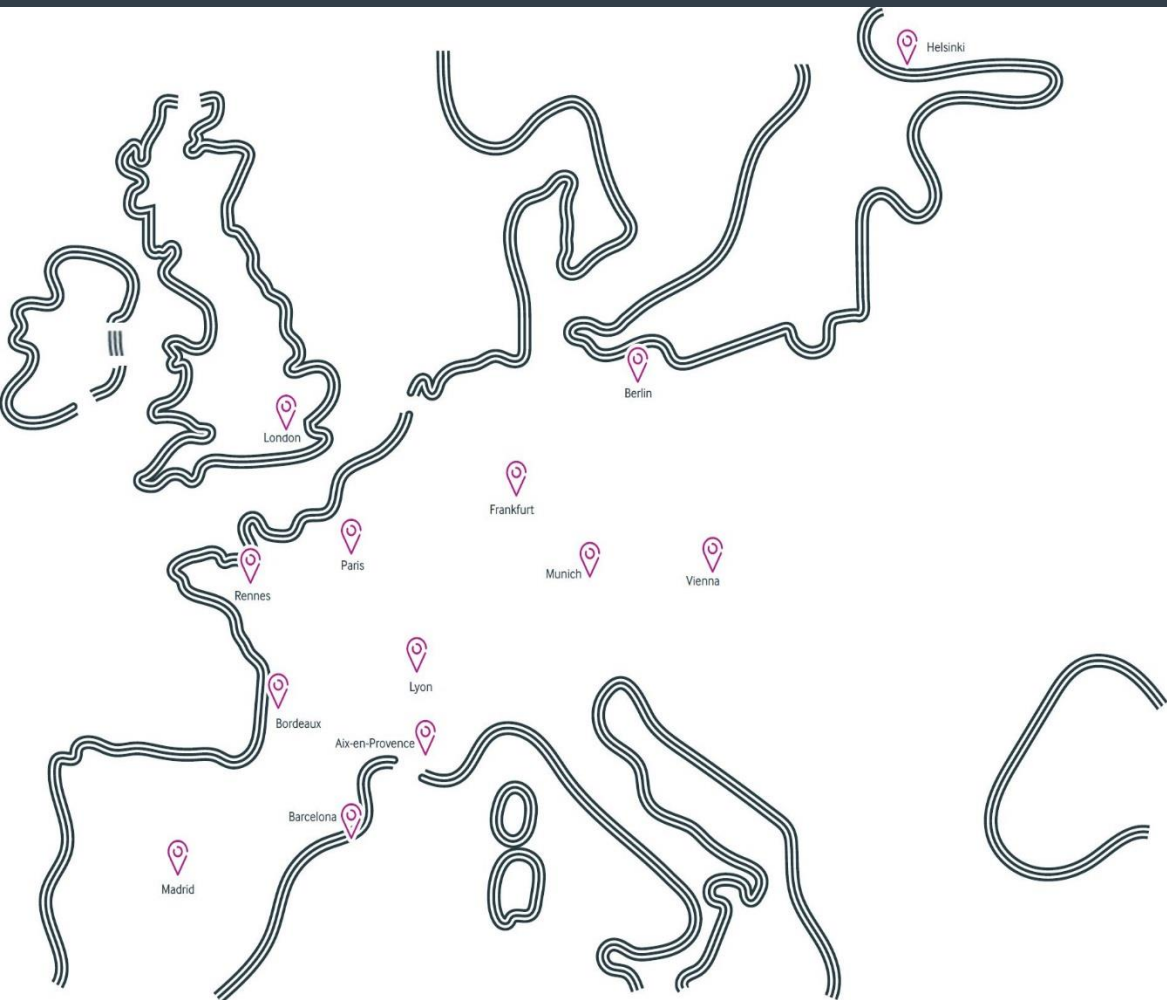 Helsinki
Berlin
London
Frankfurt
Paris
Munich
Vienna
Rennes
Lyon
Bordeaux
Aix-en-Provence
Barcelona
Madrid